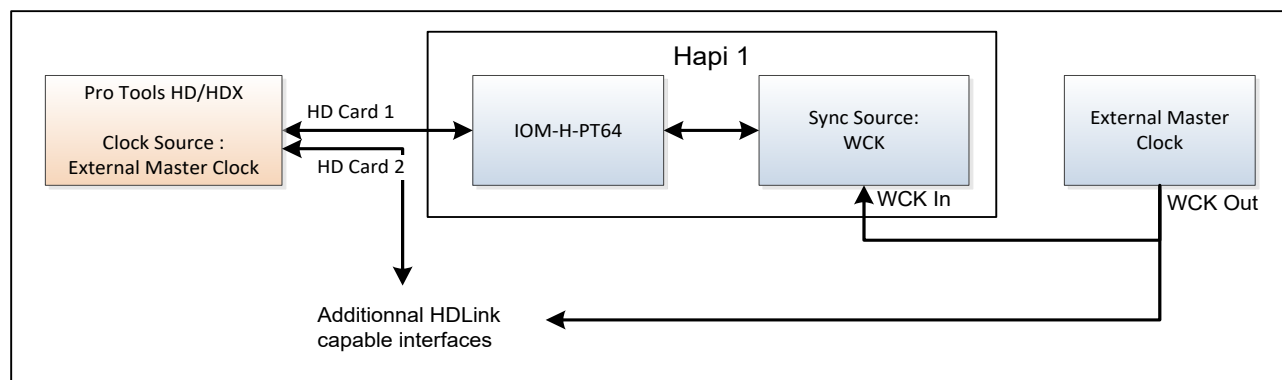 Hapi 1
Pro Tools HD/HDX
Clock Source :
External Master Clock
HD Card 1
HD Card 2
IOM-H-PT64
Sync Source:
WCK
External Master
Clock
WCK In
WCK Out
Additionnal HDLink
capable interfaces